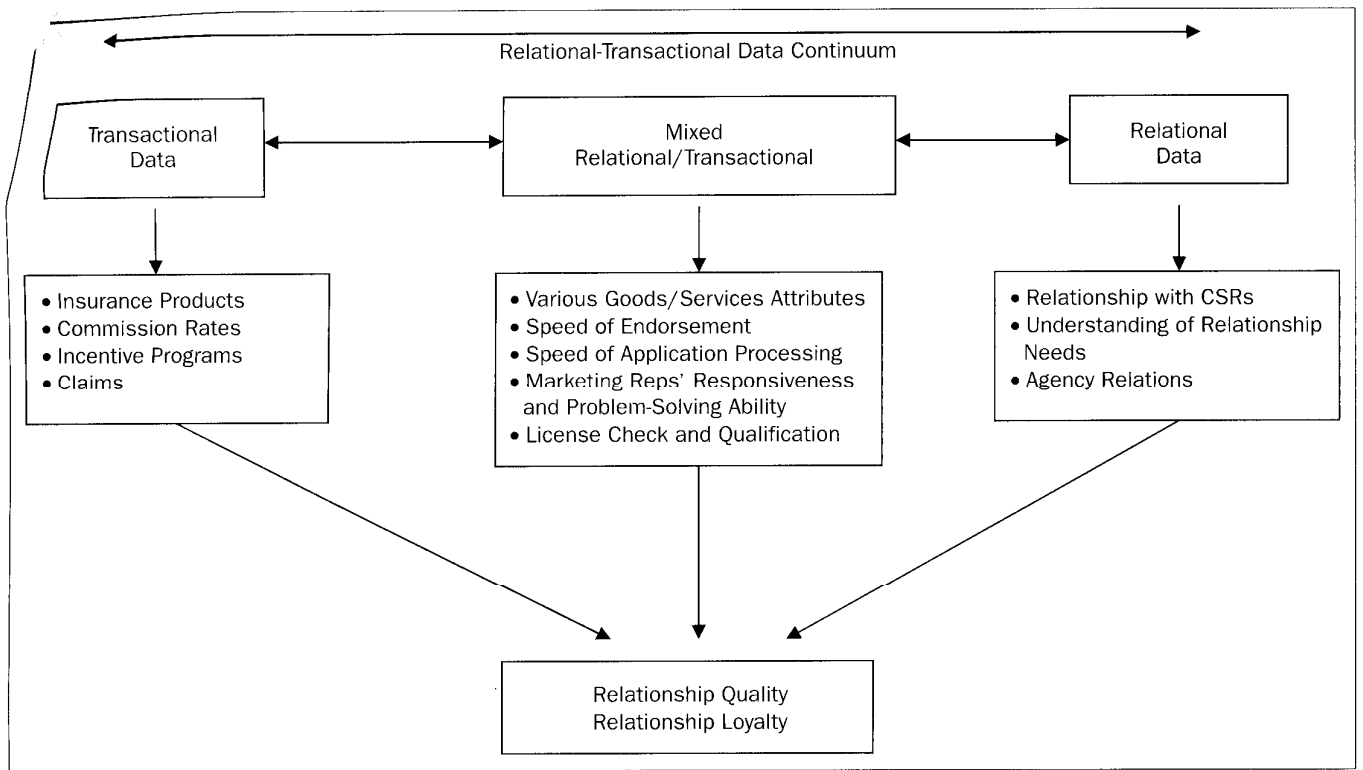 Relational-Transactional Data Continuum
Transactional
Data
Mixed
Relational/Transactional
Relational
Data
• Insurance Products
• Commission Rates
• Incentive Programs
• Claims
• Various Goods/Services Attributes
• Speed of Endorsement
• Speed of Application Processing
• Marketing Reps' Responsiveness
and Problem-Solving Ability
• License Check and Qualification
• Relationship with CSRs
• Understanding of Relationship
Needs
• Agency Relations
Relationship Quality
Relationship Loyalty